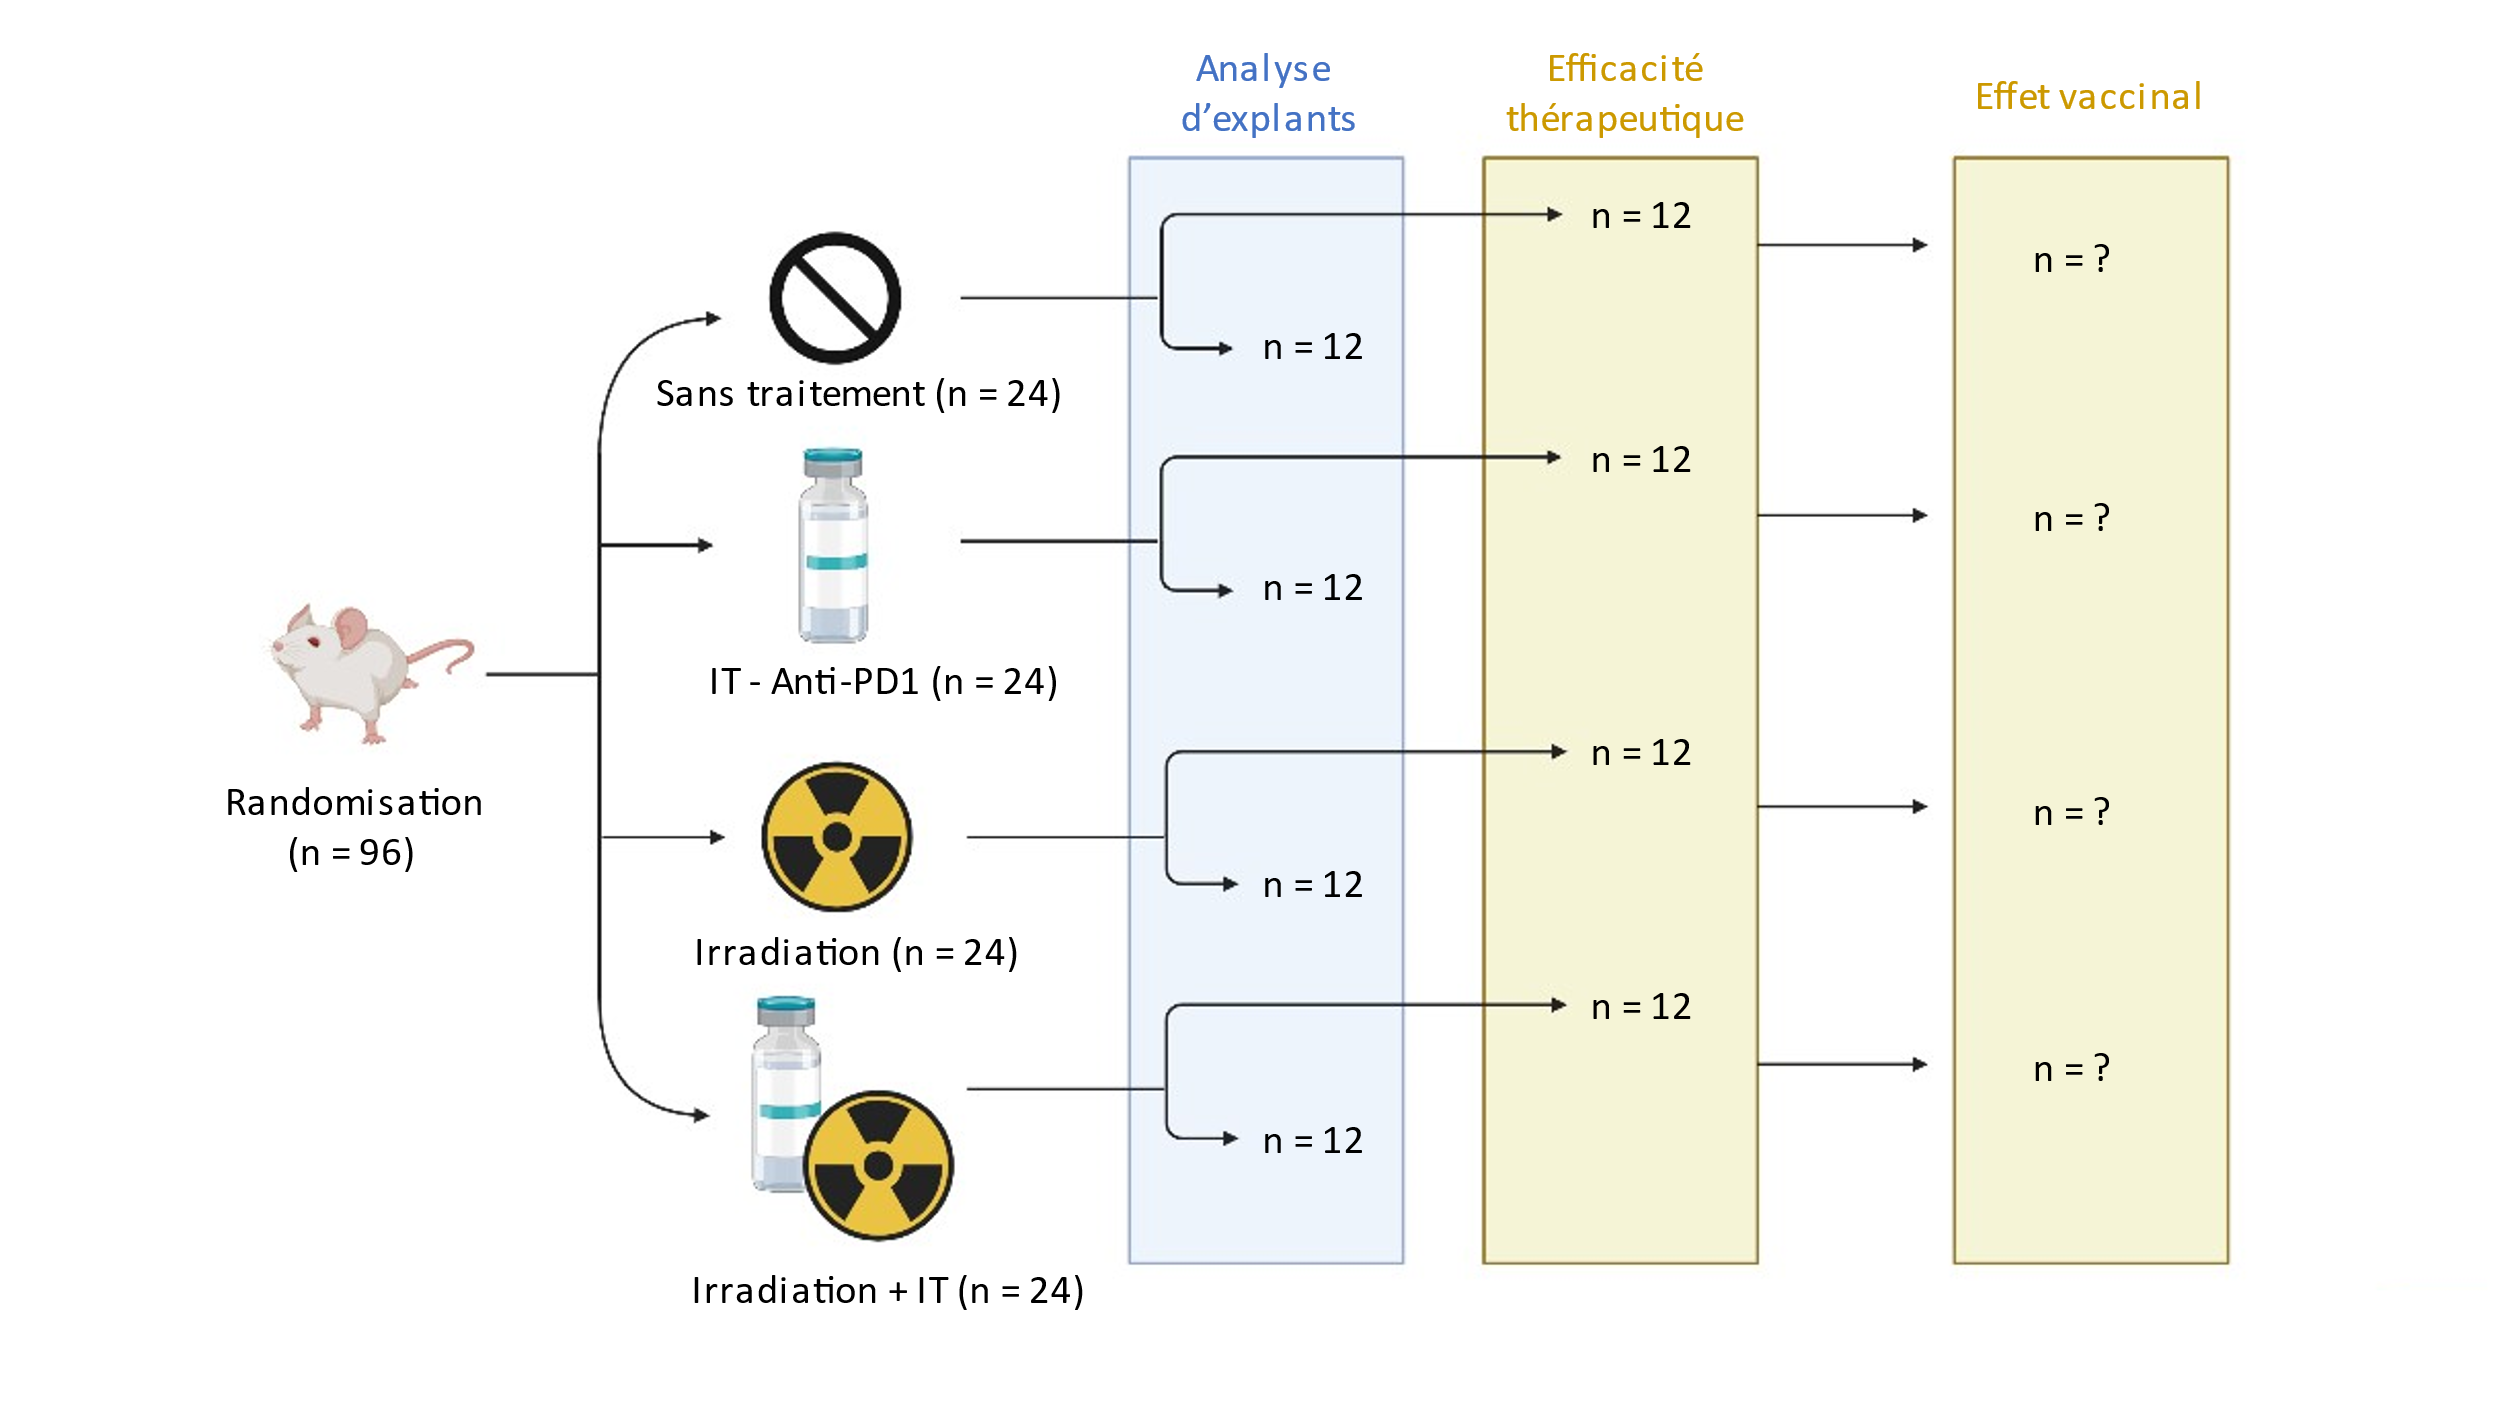 Analyse
d’explants
Efficacité
thérapeutique
Effet vaccinal
n = 12
n = ?
n = 12
Sans traitement (n = 24)
n = 12
n = ?
n = 12
IT - Anti-PD1 (n = 24)
Randomisation
(n = 96)
n = 12
n = ?
n = 12
Irradiation (n = 24)
n = 12
n = ?
n = 12
Irradiation + IT (n = 24)